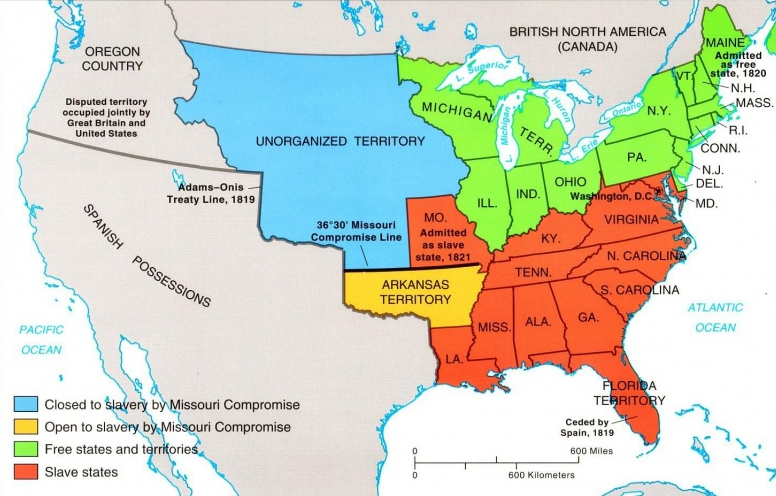 OREGON
COUNTRY
Disputed territory
occupied jointly by
Great Britain and
United States
BRITISH NORTH AMERICA
(CANADA)
MAINE
Admitted
as free
state, 1820
VT.
N.H.
MASS.
N.Y.
R.I.
CONN.
PA.
N.J.
DEL.
MD.
Washington, D.C.
L. Superior
L. Michigan
Huron
L. Ontario
Erie
MICHIGAN
TERR.
UNORGANIZED TERRITORY
Adams–Onis
Treaty Line, 1819
SPANISH POSSESSIONS
36°30' Missouri
Compromise Line
MO.
Admitted
as slave
state, 1821
ILL.
IND.
OHIO
KY.
VIRGINIA
TENN.
N. CAROLINA
S. CAROLINA
ARKANSAS
TERRITORY
MISS.
ALA.
GA.
LA.
FLORIDA
TERRITORY
Ceded by
Spain, 1819
PACIFIC
OCEAN
ATLANTIC
OCEAN
Closed to slavery by Missouri Compromise
Open to slavery by Missouri Compromise
Free states and territories
Slave states
0
600 Miles
0
600 Kilometers